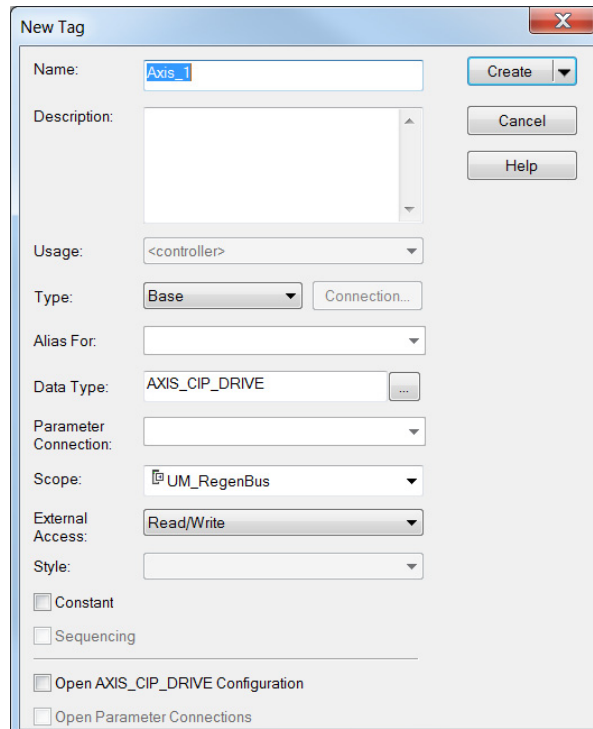 New Tag
Name: Axis_1 Create
Description: Cancel
Help
Usage: <controller>
Type: Base Connection...
Alias For:
Data Type: AXIS_CIP_DRIVE ...
Parameter
Connection:
Scope: UM_RegenBus
External
Access: Read/Write
Style:
Constant
Sequencing
Open AXIS_CIP_DRIVE Configuration
Open Parameter Connections